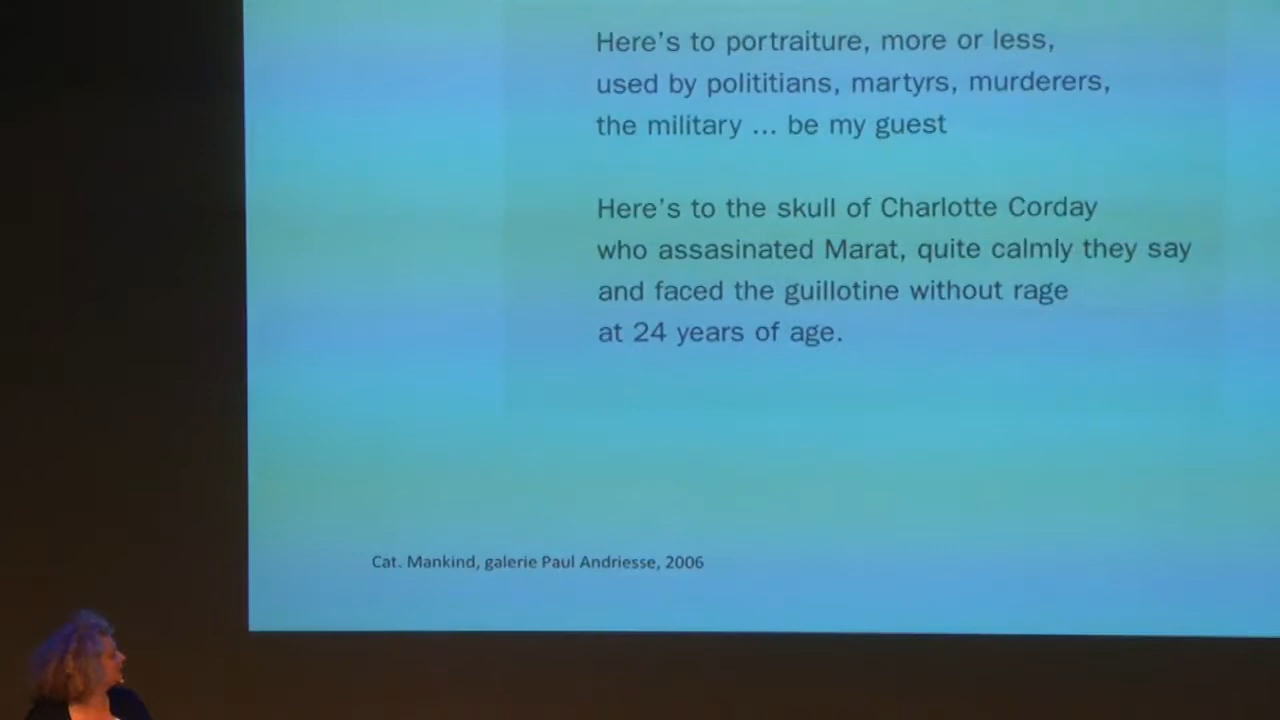 Here's to portraiture, more or less,
used by polititians, martyrs, murderers,
the military ... be my guest
Here's to the skull of Charlotte Corday
who assasinated Marat, quite calmly they say
and faced the guillotine without rage
at 24 years of age.
Cat. Mankind, galerie Paul Andriesse, 2006